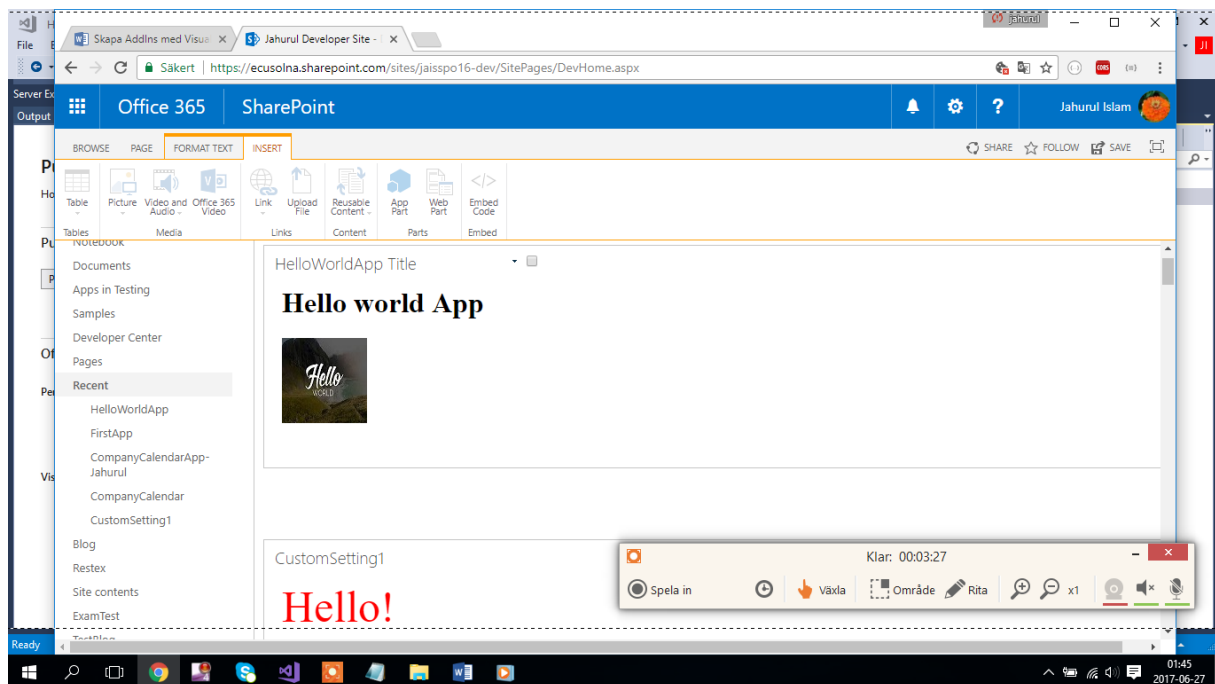 jahurul
File
Skapa AddIns med Visua
Jahurul Developer Site -
Säkert | https://ecusolna.sharepoint.com/sites/jaisspo16-dev/SitePages/DevHome.aspx
CORS
JI
Server Ex
Output
Office 365 SharePoint ? Jahurul Islam
BROWSE PAGE FORMAT TEXT INSERT SHARE FOLLOW SAVE
Table Picture Video and Audio Office 365 Video Link Upload File Reusable Content App Part Web Part Embed Code
Tables Media Links Content Parts Embed
Notebook
Documents
Apps in Testing
Samples
Developer Center
Pages
Recent
HelloWorldApp
FirstApp
CompanyCalendarApp-
Jahurul
CompanyCalendar
CustomSetting1
Blog
Restex
Site contents
ExamTest
TestBlog
HelloWorldApp Title
Hello world App
Hello
WORLD
CustomSetting1
Hello!
Klar: 00:03:27
Spela in Växla Område Rita x1
Ready
01:45
2017-06-27